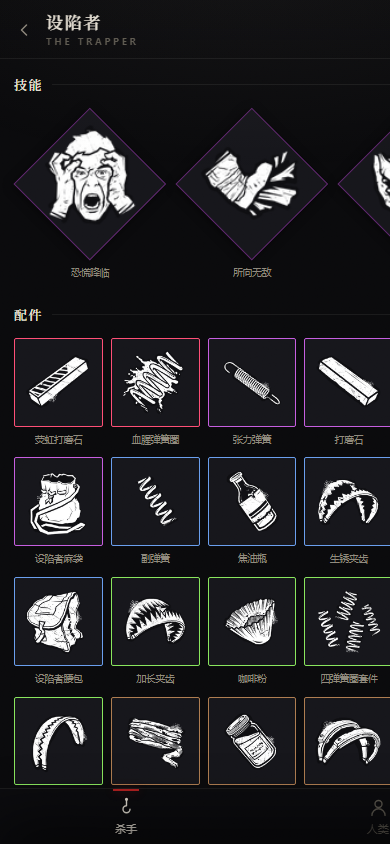 设陷者
THE TRAPPER
技能
恐慌降临
所向无敌
配件
荧虹打磨石
血腥弹簧圈
张力弹簧
打磨石
设陷者麻袋
副弹簧
焦油瓶
生锈夹齿
设陷者腰包
加长夹齿
咖啡粉
四弹簧圈套件
杀手
人类